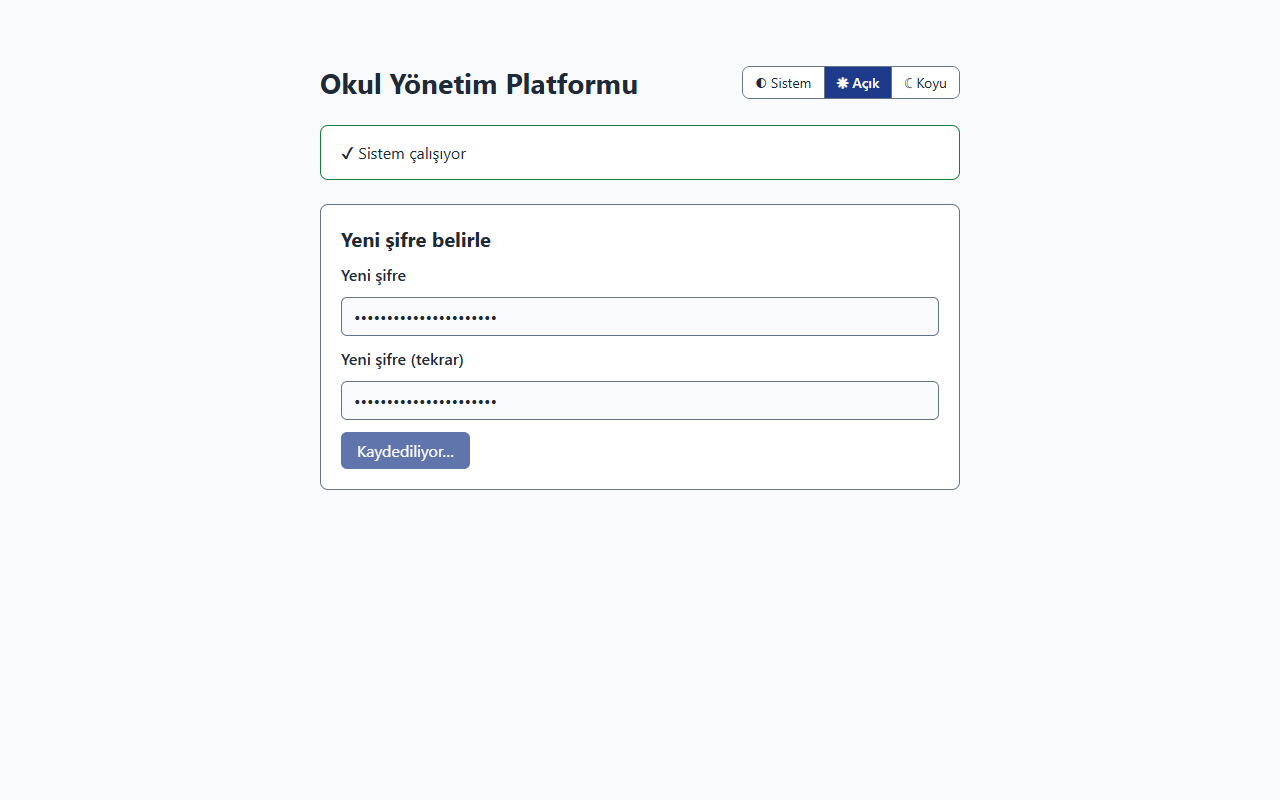 Okul Yönetim Platformu
◐ Sistem ❋ Açık ☾ Koyu
✓ Sistem çalışıyor
Yeni şifre belirle
Yeni şifre
••••••••••••••••••••••
Yeni şifre (tekrar)
••••••••••••••••••••••
Kaydediliyor...